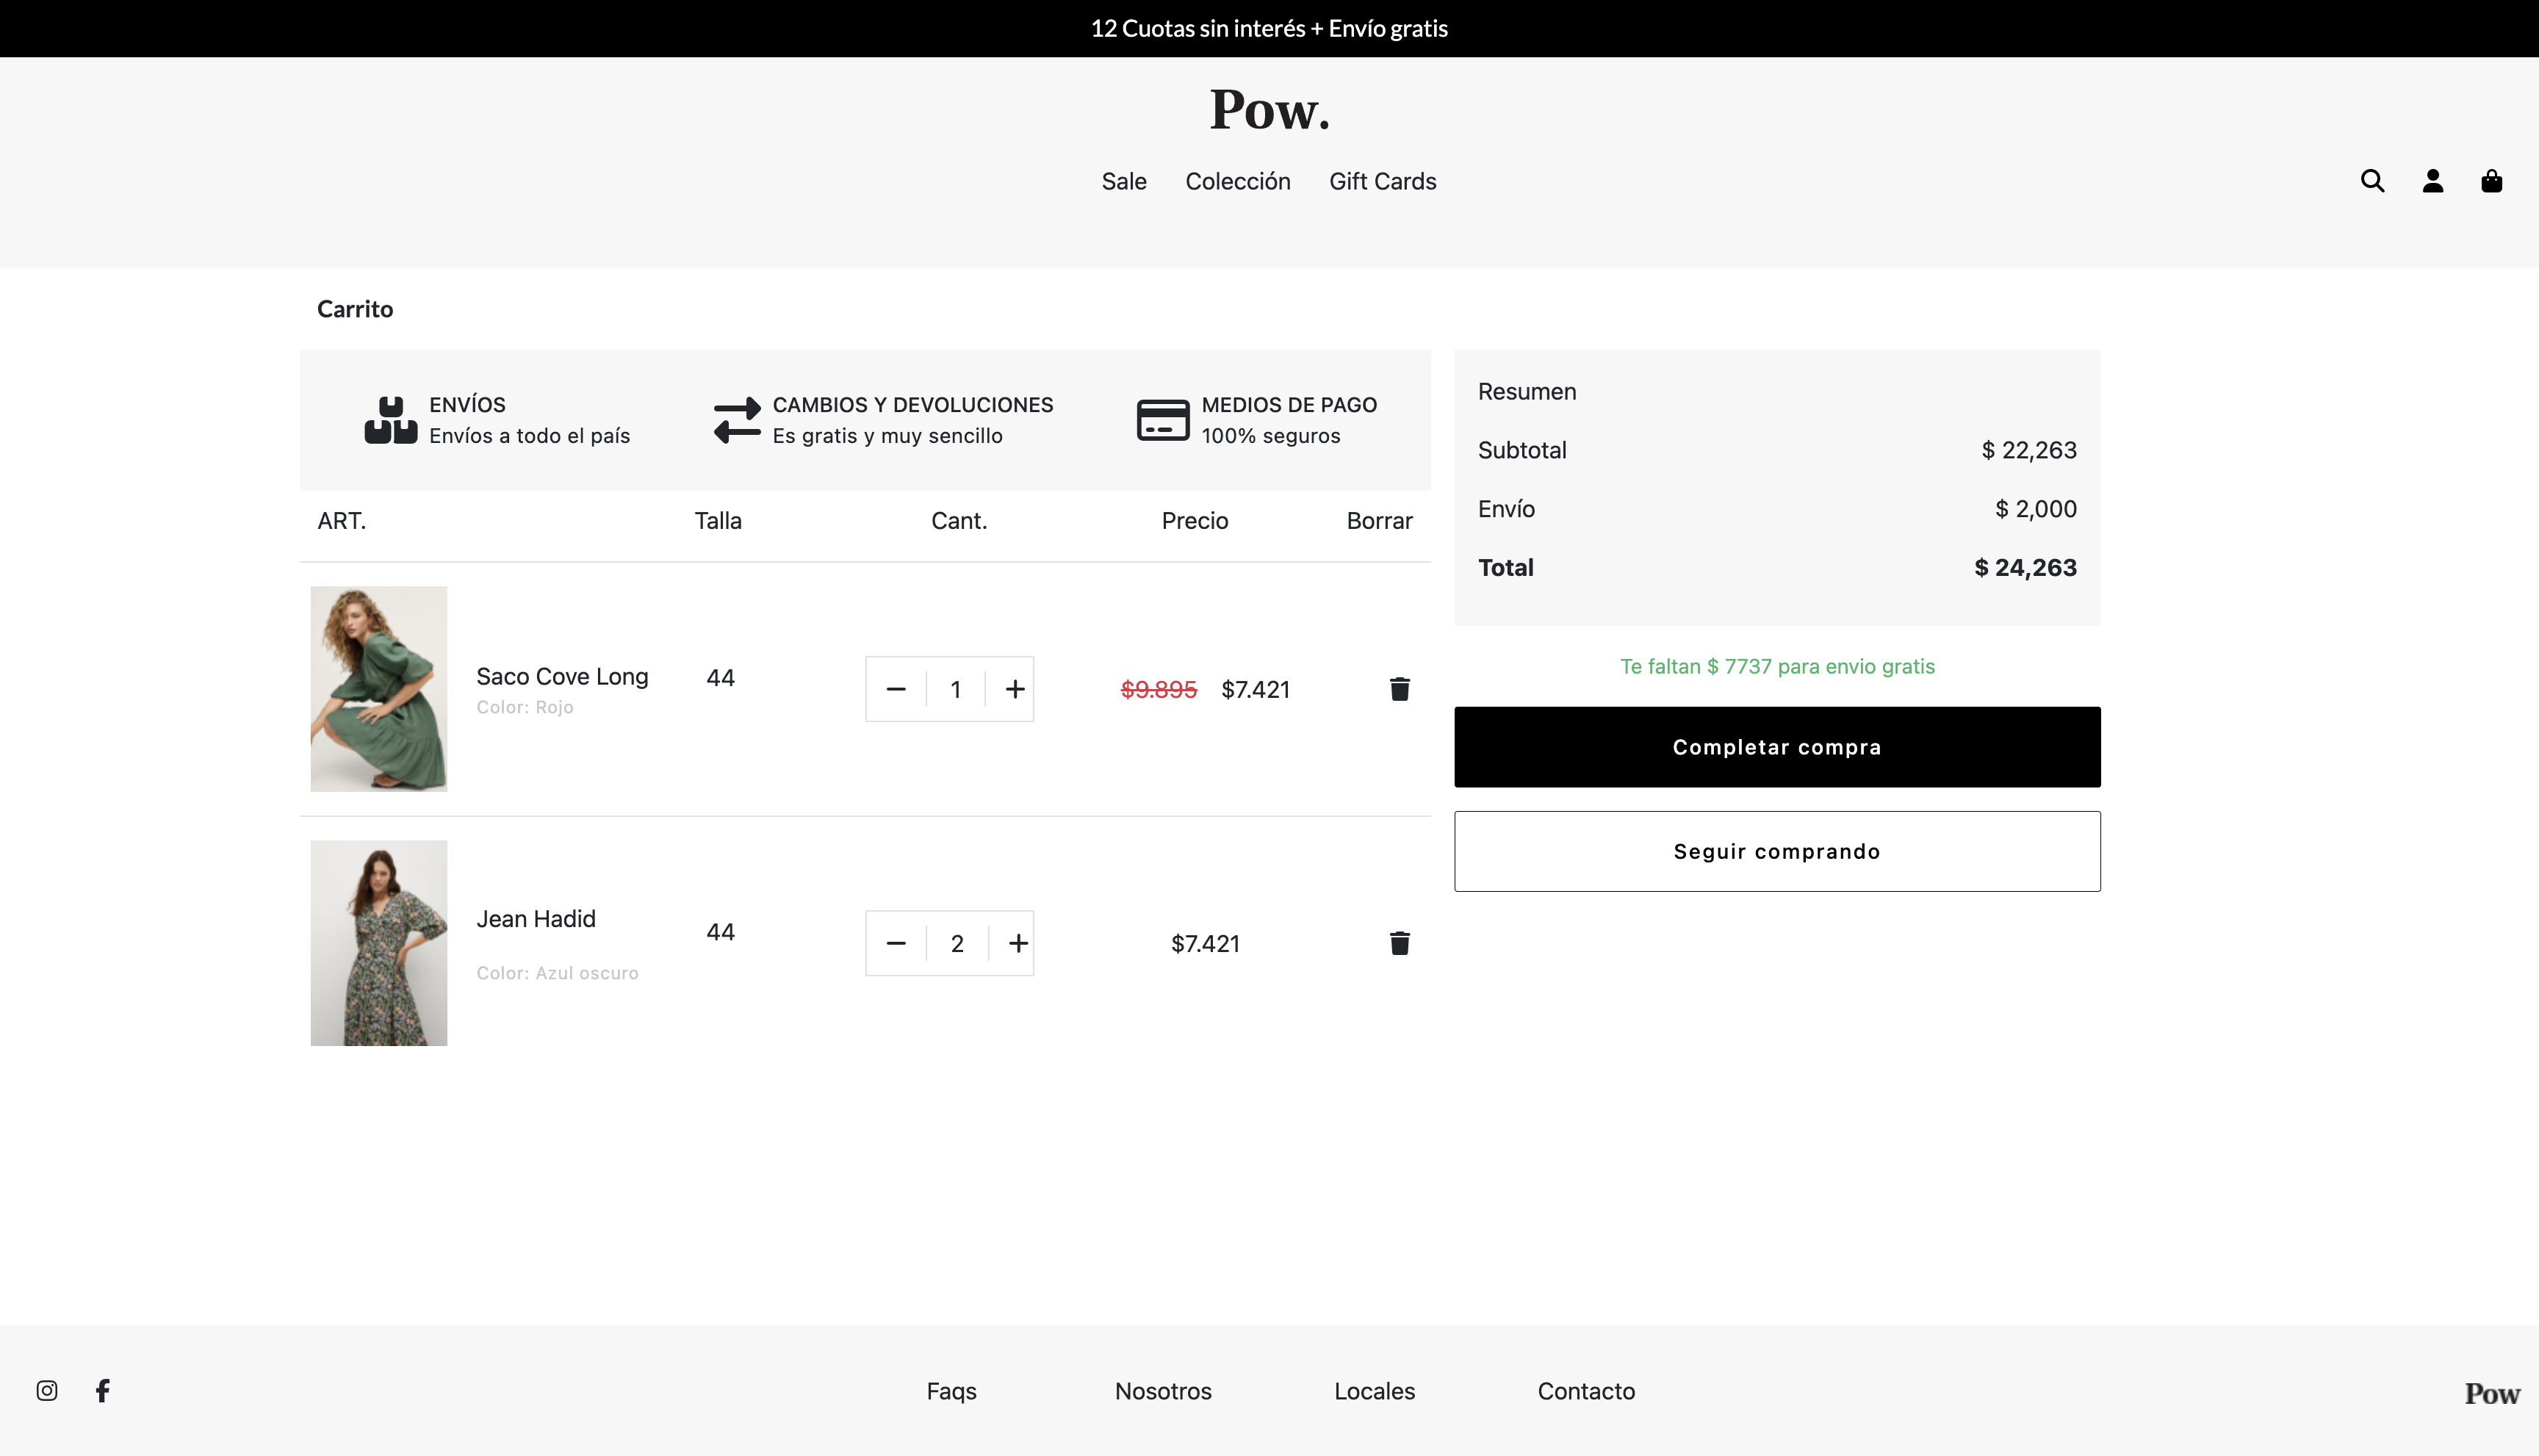 12 Cuotas sin interés + Envío gratis
Pow.
Sale Colección Gift Cards
Carrito
ENVÍOS
Envíos a todo el país
CAMBIOS Y DEVOLUCIONES
Es gratis y muy sencillo
MEDIOS DE PAGO
100% seguros
ART. Talla Cant. Precio Borrar
Saco Cove Long
Color: Rojo
44
1
$9.895 $7.421
Jean Hadid
Color: Azul oscuro
44
2
$7.421
Resumen
Subtotal $ 22,263
Envío $ 2,000
Total $ 24,263
Te faltan $ 7737 para envio gratis
Completar compra
Seguir comprando
Faqs Nosotros Locales Contacto
Pow